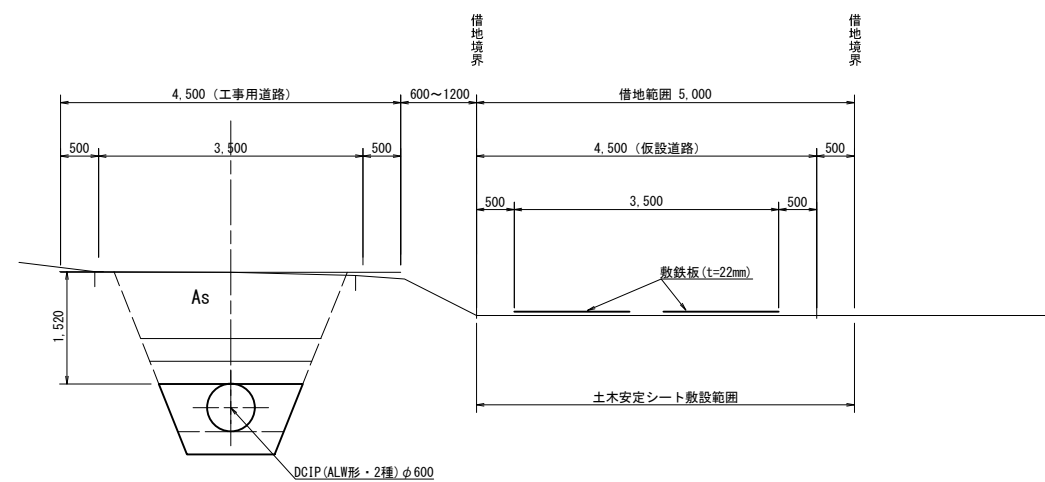 借地境界
借地境界
4,500（工事用道路）
600～1200
借地範囲 5,000
500
3,500
500
4,500（仮設道路）
500
500
3,500
500
敷鉄板(t=22mm)
As
1,520
土木安定シート敷設範囲
DCIP(ALW形・2種)φ600